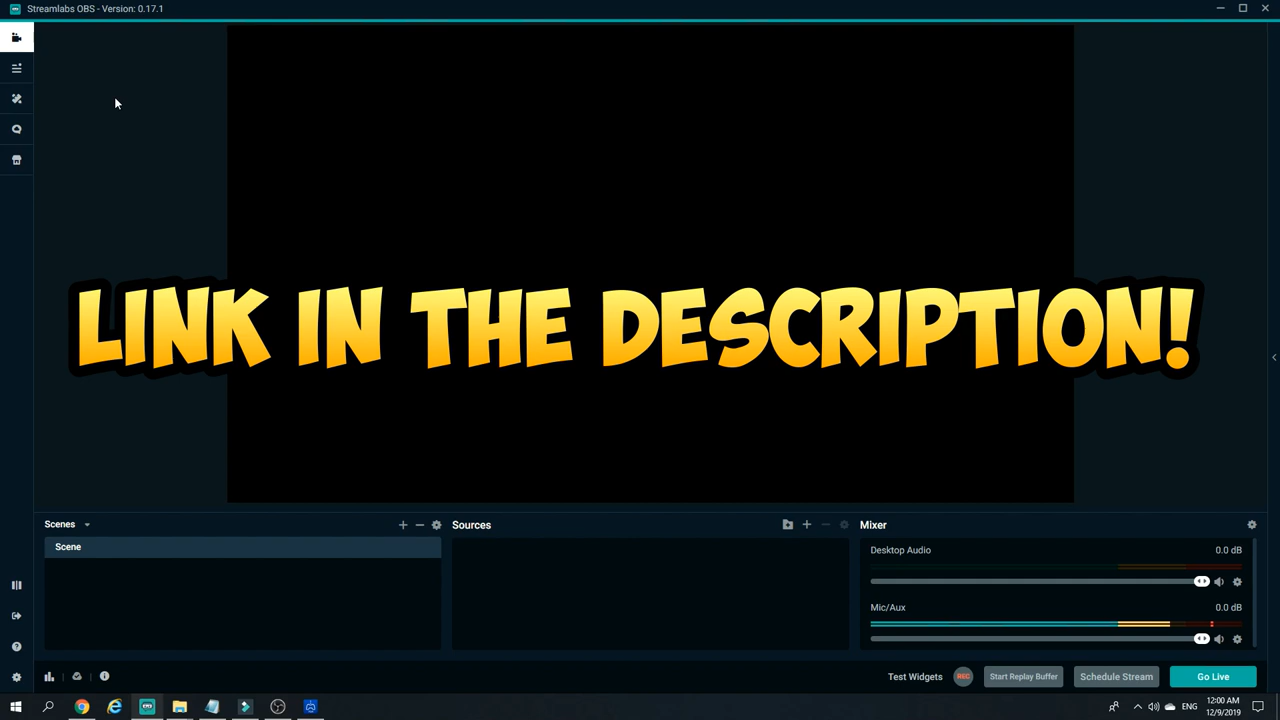 Streamlabs OBS - Version: 0.17.1
LINK IN THE DESCRIPTION!
Scenes
Sources
Mixer
Scene
Desktop Audio
0.0 dB
Mic/Aux
0.0 dB
Test Widgets
REC
Start Replay Buffer
Schedule Stream
Go Live
ENG
12:00 AM
12/9/2019